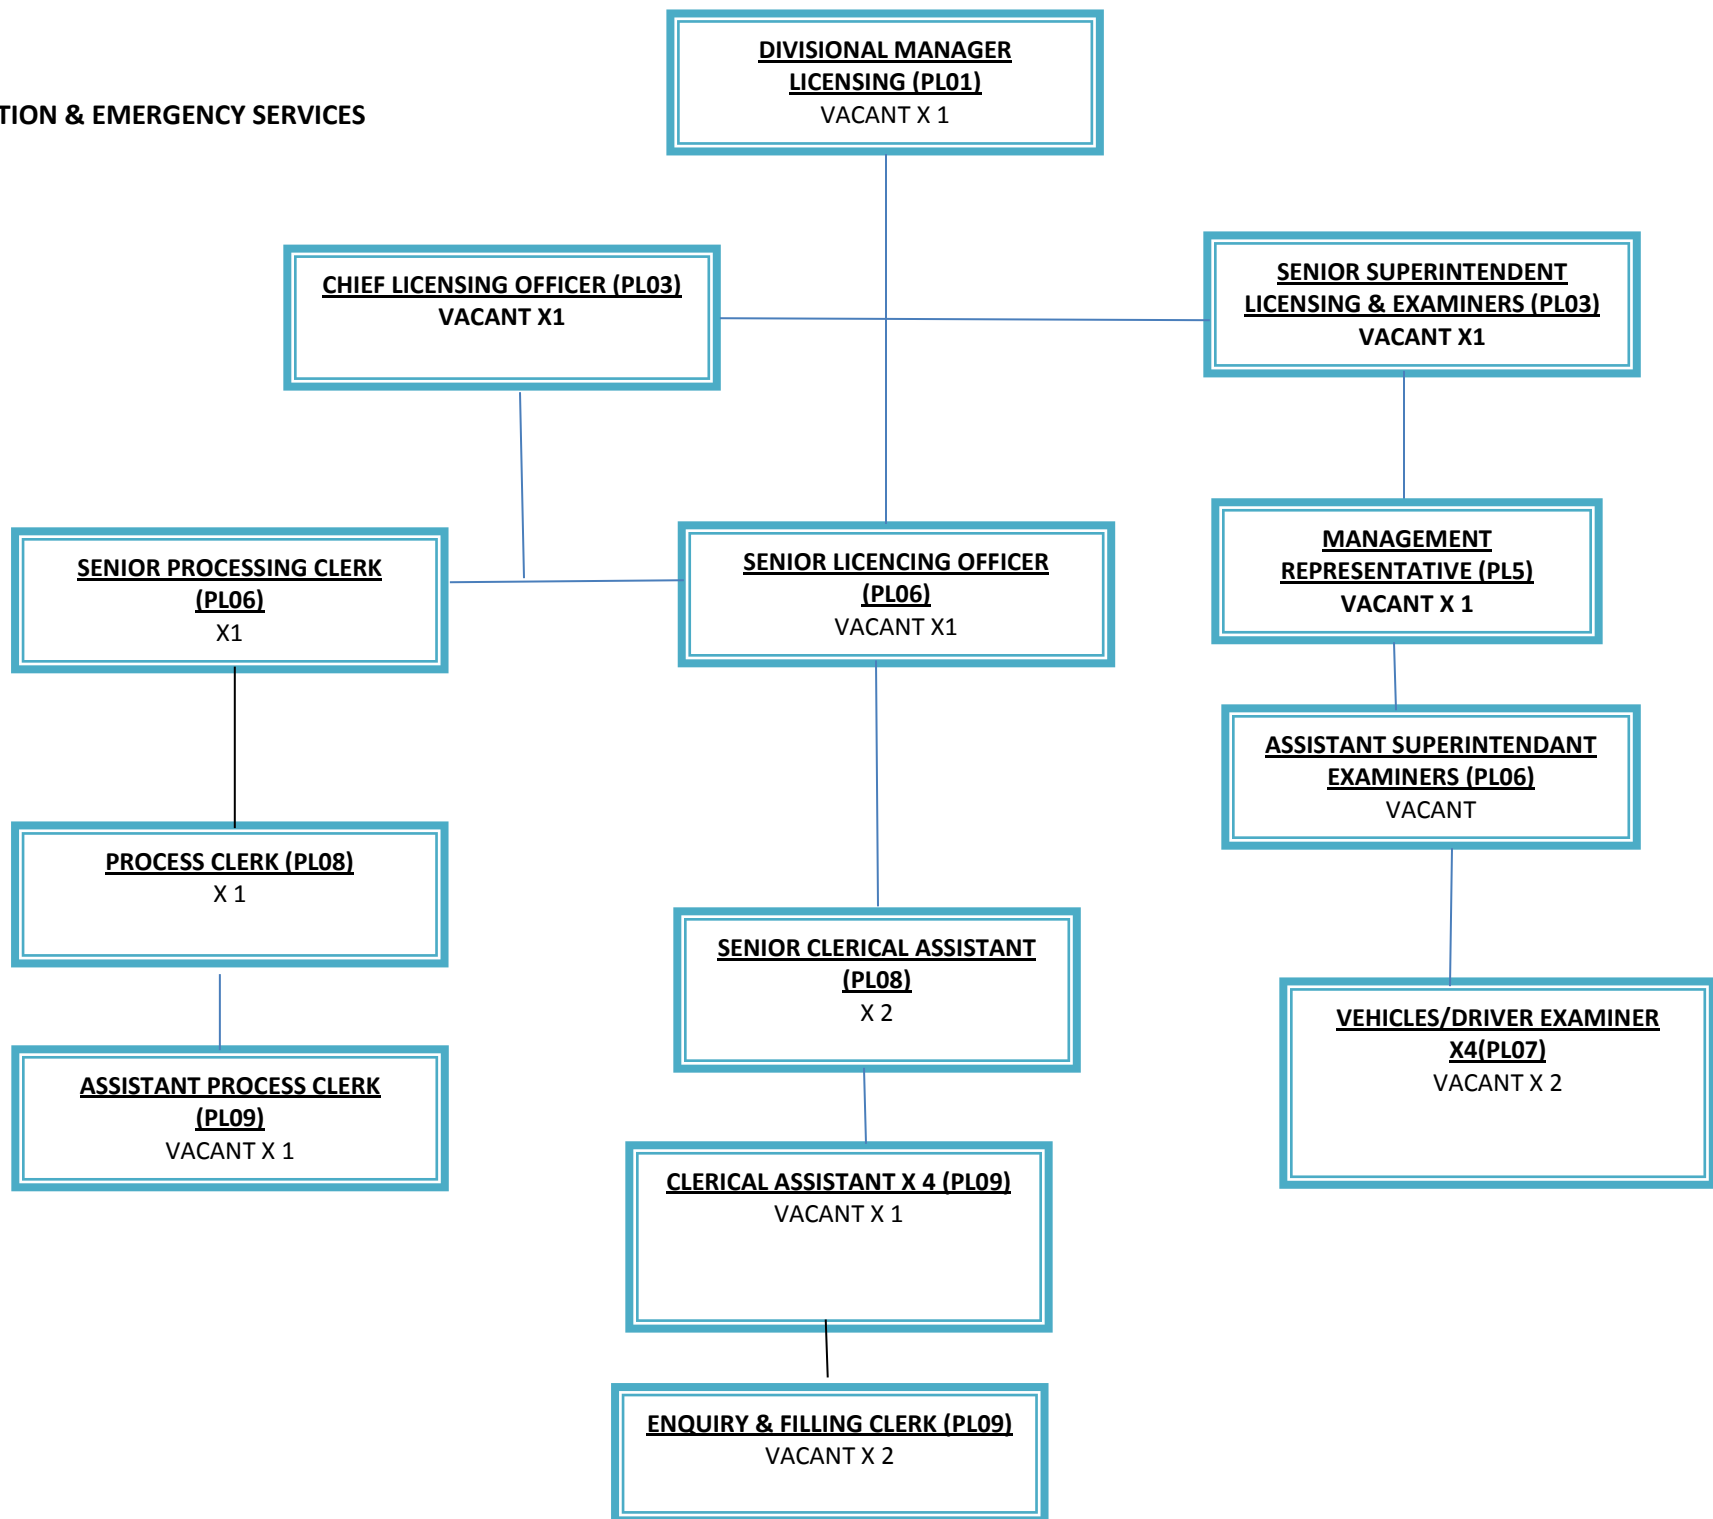 DIVISIONAL MANAGER
LICENSING (PL01)
VACANT X 1
TION & EMERGENCY SERVICES
CHIEF LICENSING OFFICER (PL03)
VACANT X1
SENIOR SUPERINTENDENT
LICENSING & EXAMINERS (PL03)
VACANT X1
SENIOR PROCESSING CLERK
(PL06)
X1
SENIOR LICENCING OFFICER
(PL06)
VACANT X1
MANAGEMENT
REPRESENTATIVE (PL5)
VACANT X 1
ASSISTANT SUPERINTENDANT
EXAMINERS (PL06)
VACANT
PROCESS CLERK (PL08)
X 1
SENIOR CLERICAL ASSISTANT
(PL08)
X 2
VEHICLES/DRIVER EXAMINER
X4(PL07)
VACANT X 2
ASSISTANT PROCESS CLERK
(PL09)
VACANT X 1
CLERICAL ASSISTANT X 4 (PL09)
VACANT X 1
ENQUIRY & FILLING CLERK (PL09)
VACANT X 2